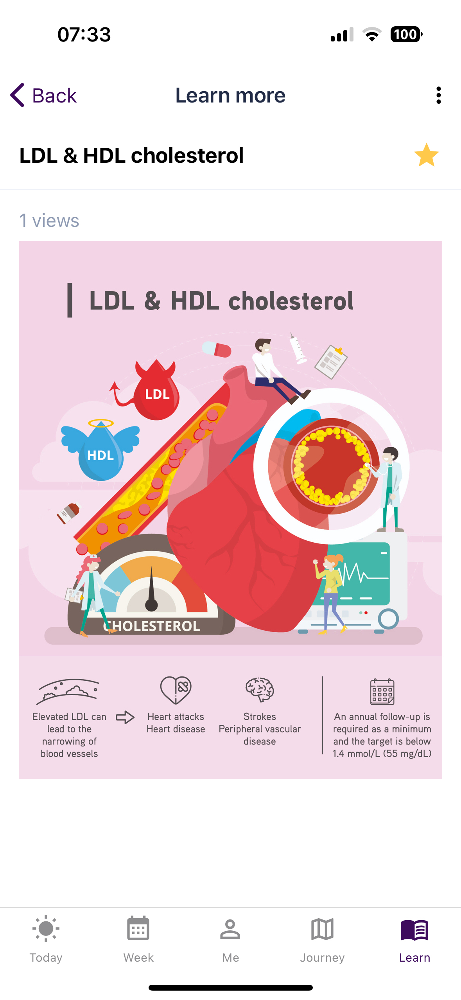 07:33
100
Back
Learn more
LDL & HDL cholesterol
1 views
LDL & HDL cholesterol
LDL
HDL
CHOLESTEROL
Elevated LDL can
lead to the
narrowing of
blood vessels
Heart attacks
Heart disease
Strokes
Peripheral vascular
disease
An annual follow-up is
required as a minimum
and the target is below
1.4 mmol/L (55 mg/dL)
Today
Week
Me
Journey
Learn